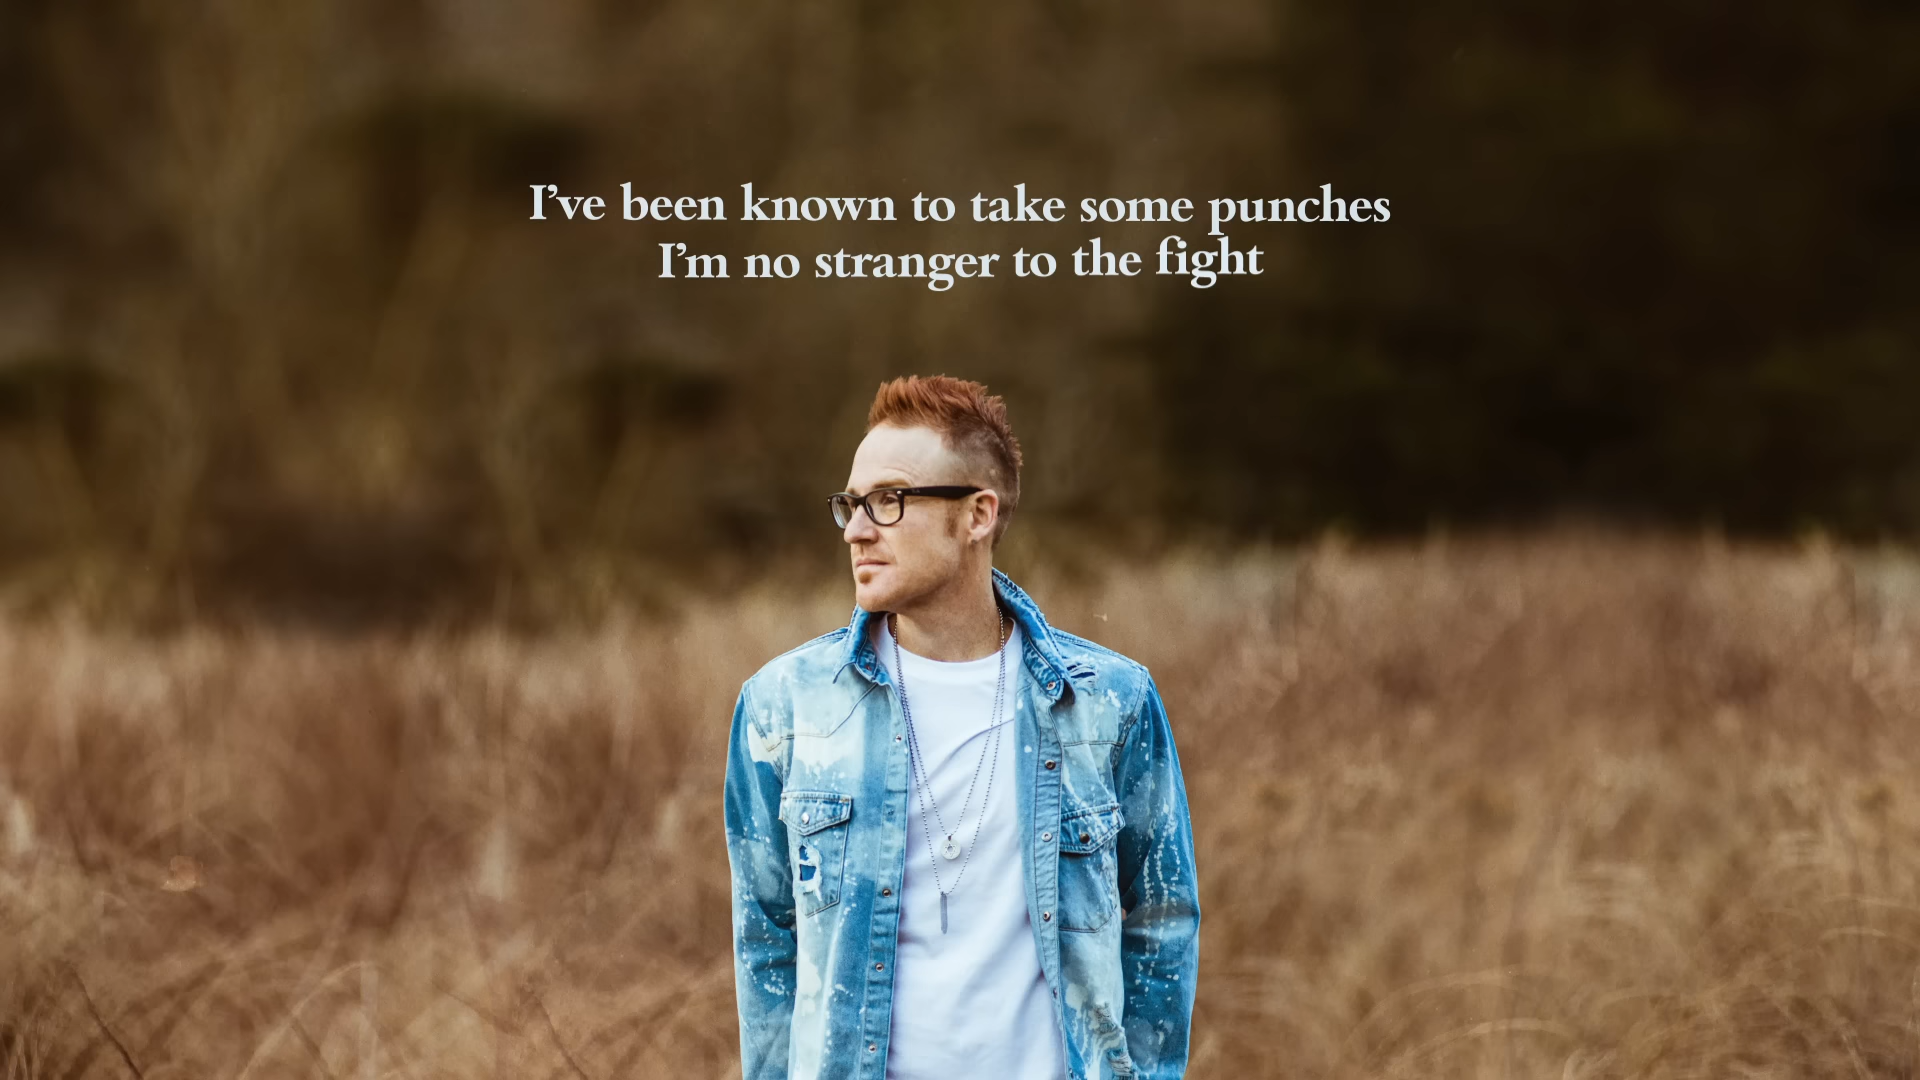 I’ve been known to take some punches
I’m no stranger to the fight